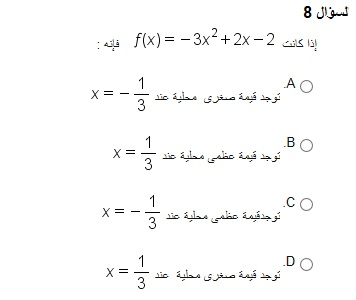 لسؤال 8
إذا كانت f(x) = −3x² + 2x − 2 فإنه :
A. توجد قيمة صغرى محلية عند x = −1/3
B. توجد قيمة عظمى محلية عند x = 1/3
C. توجدقيمة عظمى محلية عند x = −1/3
D. توجد قيمة صغرى محلية عند x = 1/3